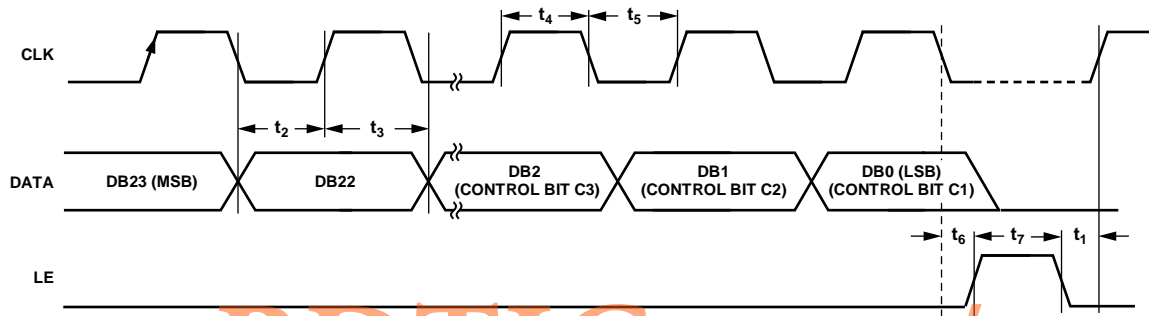 t4 t5
CLK
t2 t3
DATA
DB23 (MSB)
DB22
DB2
(CONTROL BIT C3)
DB1
(CONTROL BIT C2)
DB0 (LSB)
(CONTROL BIT C1)
t6 t7 t1
LE